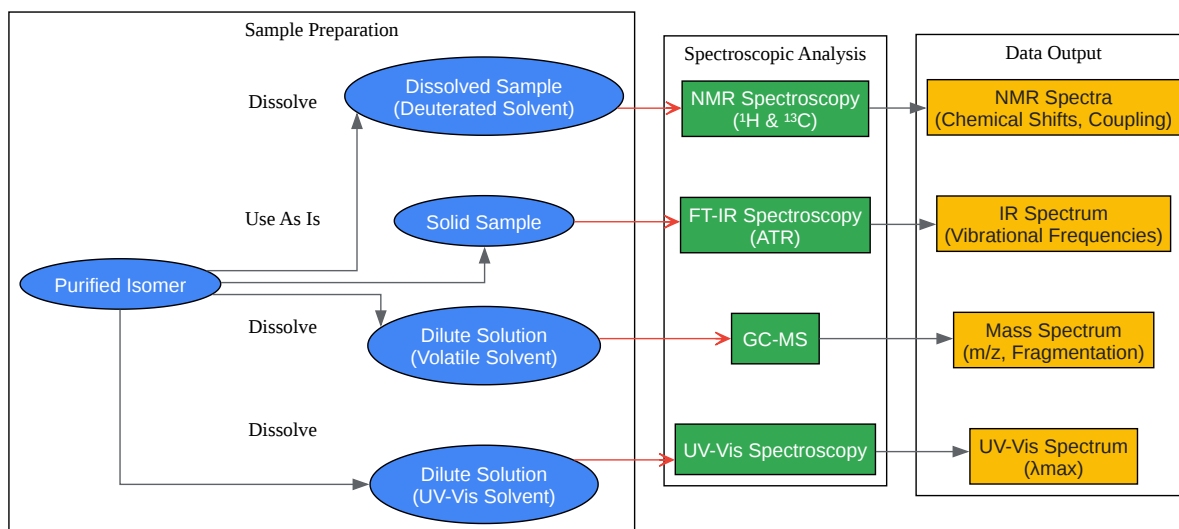 Sample Preparation
Spectroscopic Analysis
Data Output
Dissolve
Dissolved Sample
(Deuterated Solvent)
NMR Spectroscopy
(¹H & ¹³C)
NMR Spectra
(Chemical Shifts, Coupling)
Use As Is
Solid Sample
FT-IR Spectroscopy
(ATR)
IR Spectrum
(Vibrational Frequencies)
Purified Isomer
Dissolve
Dilute Solution
(Volatile Solvent)
GC-MS
Mass Spectrum
(m/z, Fragmentation)
Dissolve
Dilute Solution
(UV-Vis Solvent)
UV-Vis Spectroscopy
UV-Vis Spectrum
(λmax)